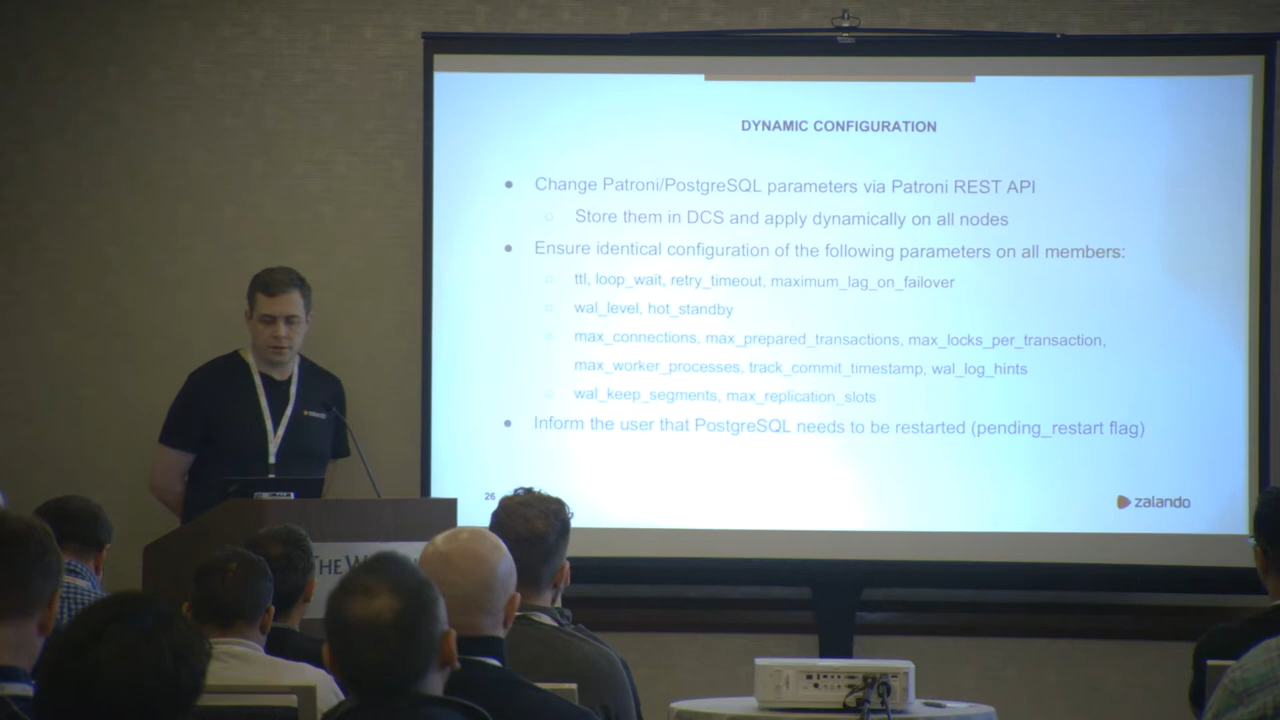 DYNAMIC CONFIGURATION
● Change Patroni/PostgreSQL parameters via Patroni REST API
○ Store them in DCS and apply dynamically on all nodes
● Ensure identical configuration of the following parameters on all members:
○ ttl, loop_wait, retry_timeout, maximum_lag_on_failover
○ wal_level, hot_standby
○ max_connections, max_prepared_transactions, max_locks_per_transaction,
max_worker_processes, track_commit_timestamp, wal_log_hints
○ wal_keep_segments, max_replication_slots
● Inform the user that PostgreSQL needs to be restarted (pending_restart flag)
26
zalando
zalando
THE